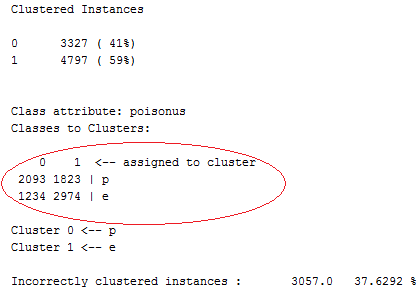 Clustered Instances
0 3327 ( 41%)
1 4797 ( 59%)
Class attribute: poisonus
Classes to Clusters:
0 1 <-- assigned to cluster
2093 1823 | p
1234 2974 | e
Cluster 0 <-- p
Cluster 1 <-- e
Incorrectly clustered instances : 3057.0 37.6292 %